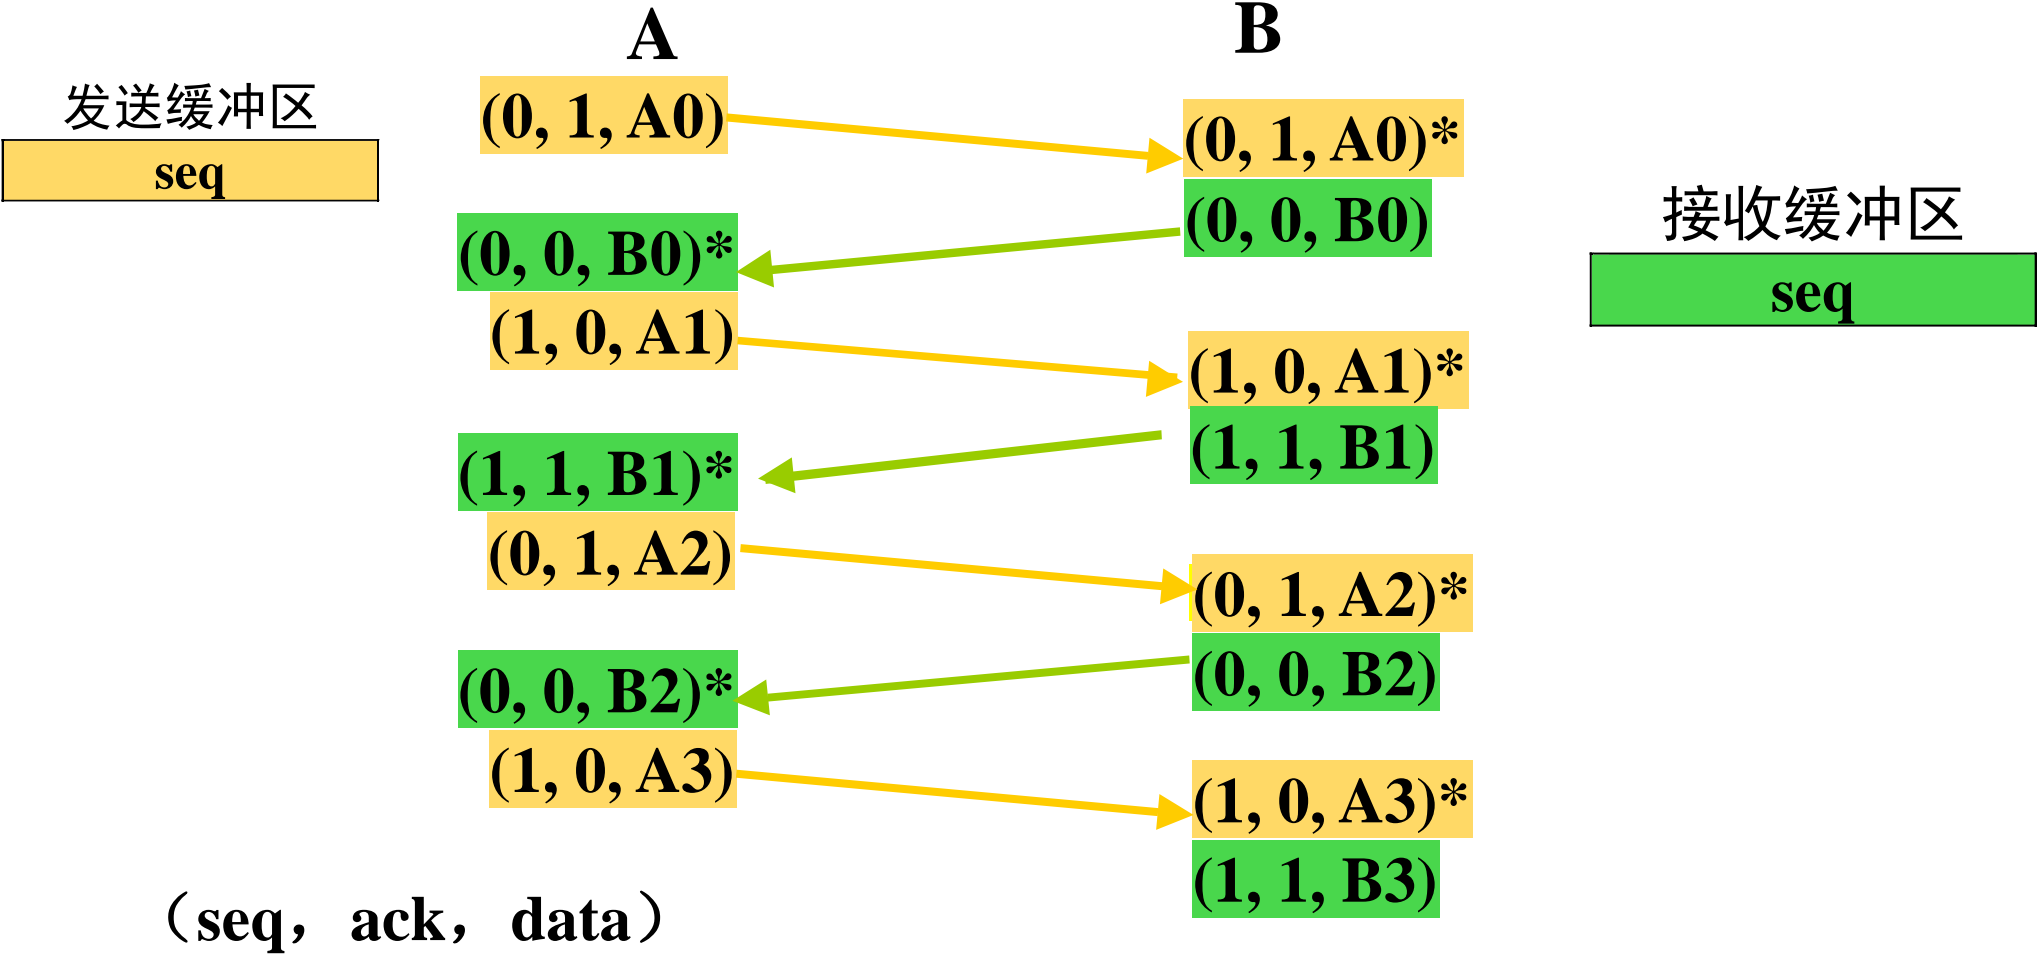 A
B
发送缓冲区
seq
(0, 1, A0)
(0, 1, A0)*
(0, 0, B0)
接收缓冲区
seq
(0, 0, B0)*
(1, 0, A1)
(1, 0, A1)*
(1, 1, B1)
(1, 1, B1)*
(0, 1, A2)
(0, 1, A2)*
(0, 0, B2)
(0, 0, B2)*
(1, 0, A3)
(1, 0, A3)*
(1, 1, B3)
（seq，ack，data）